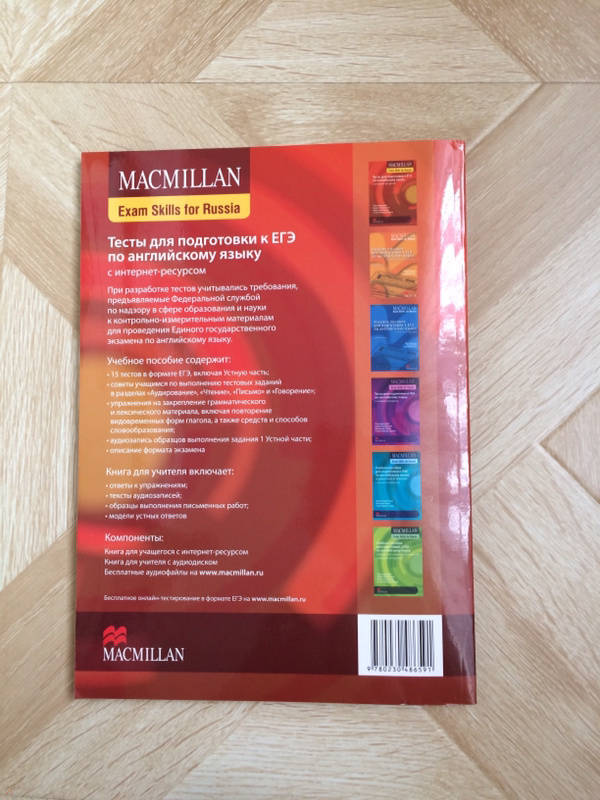 MACMILLAN
Exam Skills for Russia
Тесты для подготовки к ЕГЭ
по английскому языку
с интернет-ресурсом
При разработке тестов учитывались требования,
предъявляемые Федеральной службой
по надзору в сфере образования и науки
к контрольно-измерительным материалам
для проведения Единого государственного
экзамена по английскому языку.
Учебное пособие содержит:
• 15 тестов в формате ЕГЭ, включая Устную часть;
• советы учащимся по выполнению тестовых заданий
в разделах «Аудирование», «Чтение», «Письмо» и «Говорение»;
• упражнения на закрепление грамматического
и лексического материала, включая повторение
видовременных форм глагола, а также средств и способов
словообразования;
• аудиозапись образцов выполнения задания 1 Устной части;
• описание формата экзамена
Книга для учителя включает:
• ответы к упражнениям;
• тексты аудиозаписей;
• образцы выполнения письменных работ;
• модели устных ответов
Компоненты:
Книга для учащегося с интернет-ресурсом
Книга для учителя с аудиодиском
Бесплатные аудиофайлы на www.macmillan.ru
Бесплатное онлайн-тестирование в формате ЕГЭ на www.macmillan.ru
MACMILLAN
9 780230 486591
MACMILLAN